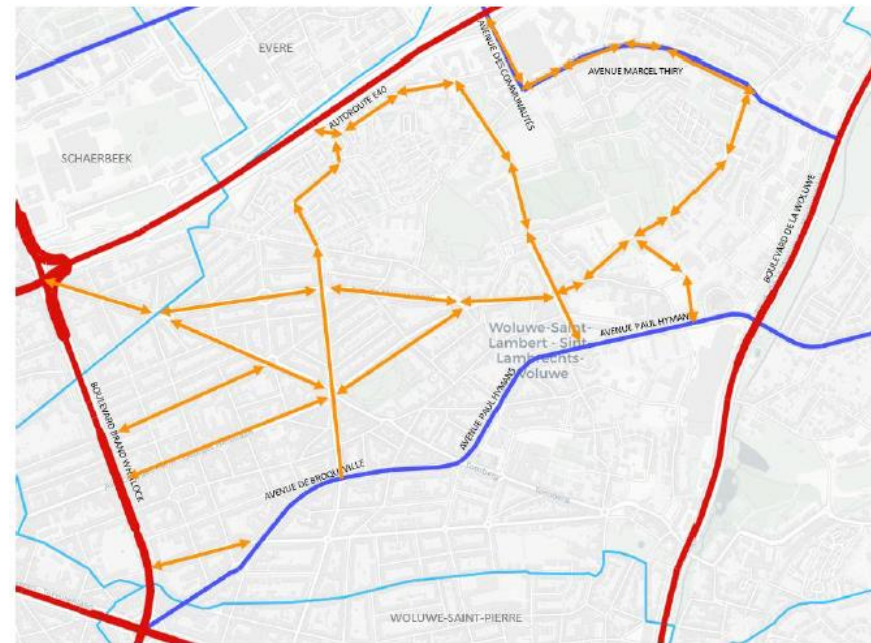 EVERE
AVENUE DES COMMUNAUTÉS
AVENUE MARCEL THIRY
AUTOROUTE E40
SCHAERBEEK
BOULEVARD DE LA WOLUWE
AVENUE PAUL HYMAN
Woluwe-Saint-
Lambert - Sint-
Lambrechts-
Woluwe
BOULEVARD BRAND WHITLOCK
AVENUE PAUL HYMANS
AVENUE DE BROQUEVILLE
WOLUWE-SAINT-PIERRE